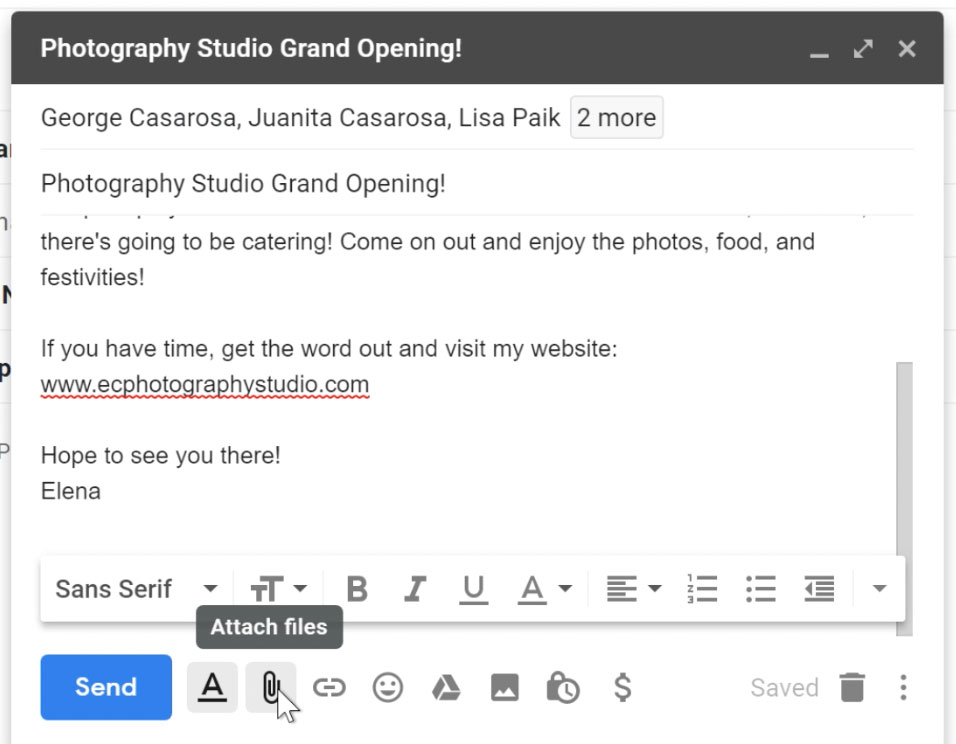 Photography Studio Grand Opening!
George Casarosa, Juanita Casarosa, Lisa Paik 2 more
Photography Studio Grand Opening!
there's going to be catering! Come on out and enjoy the photos, food, and
festivities!
If you have time, get the word out and visit my website:
www.ecphotographystudio.com
Hope to see you there!
Elena
Sans Serif
Attach files
Send
Saved